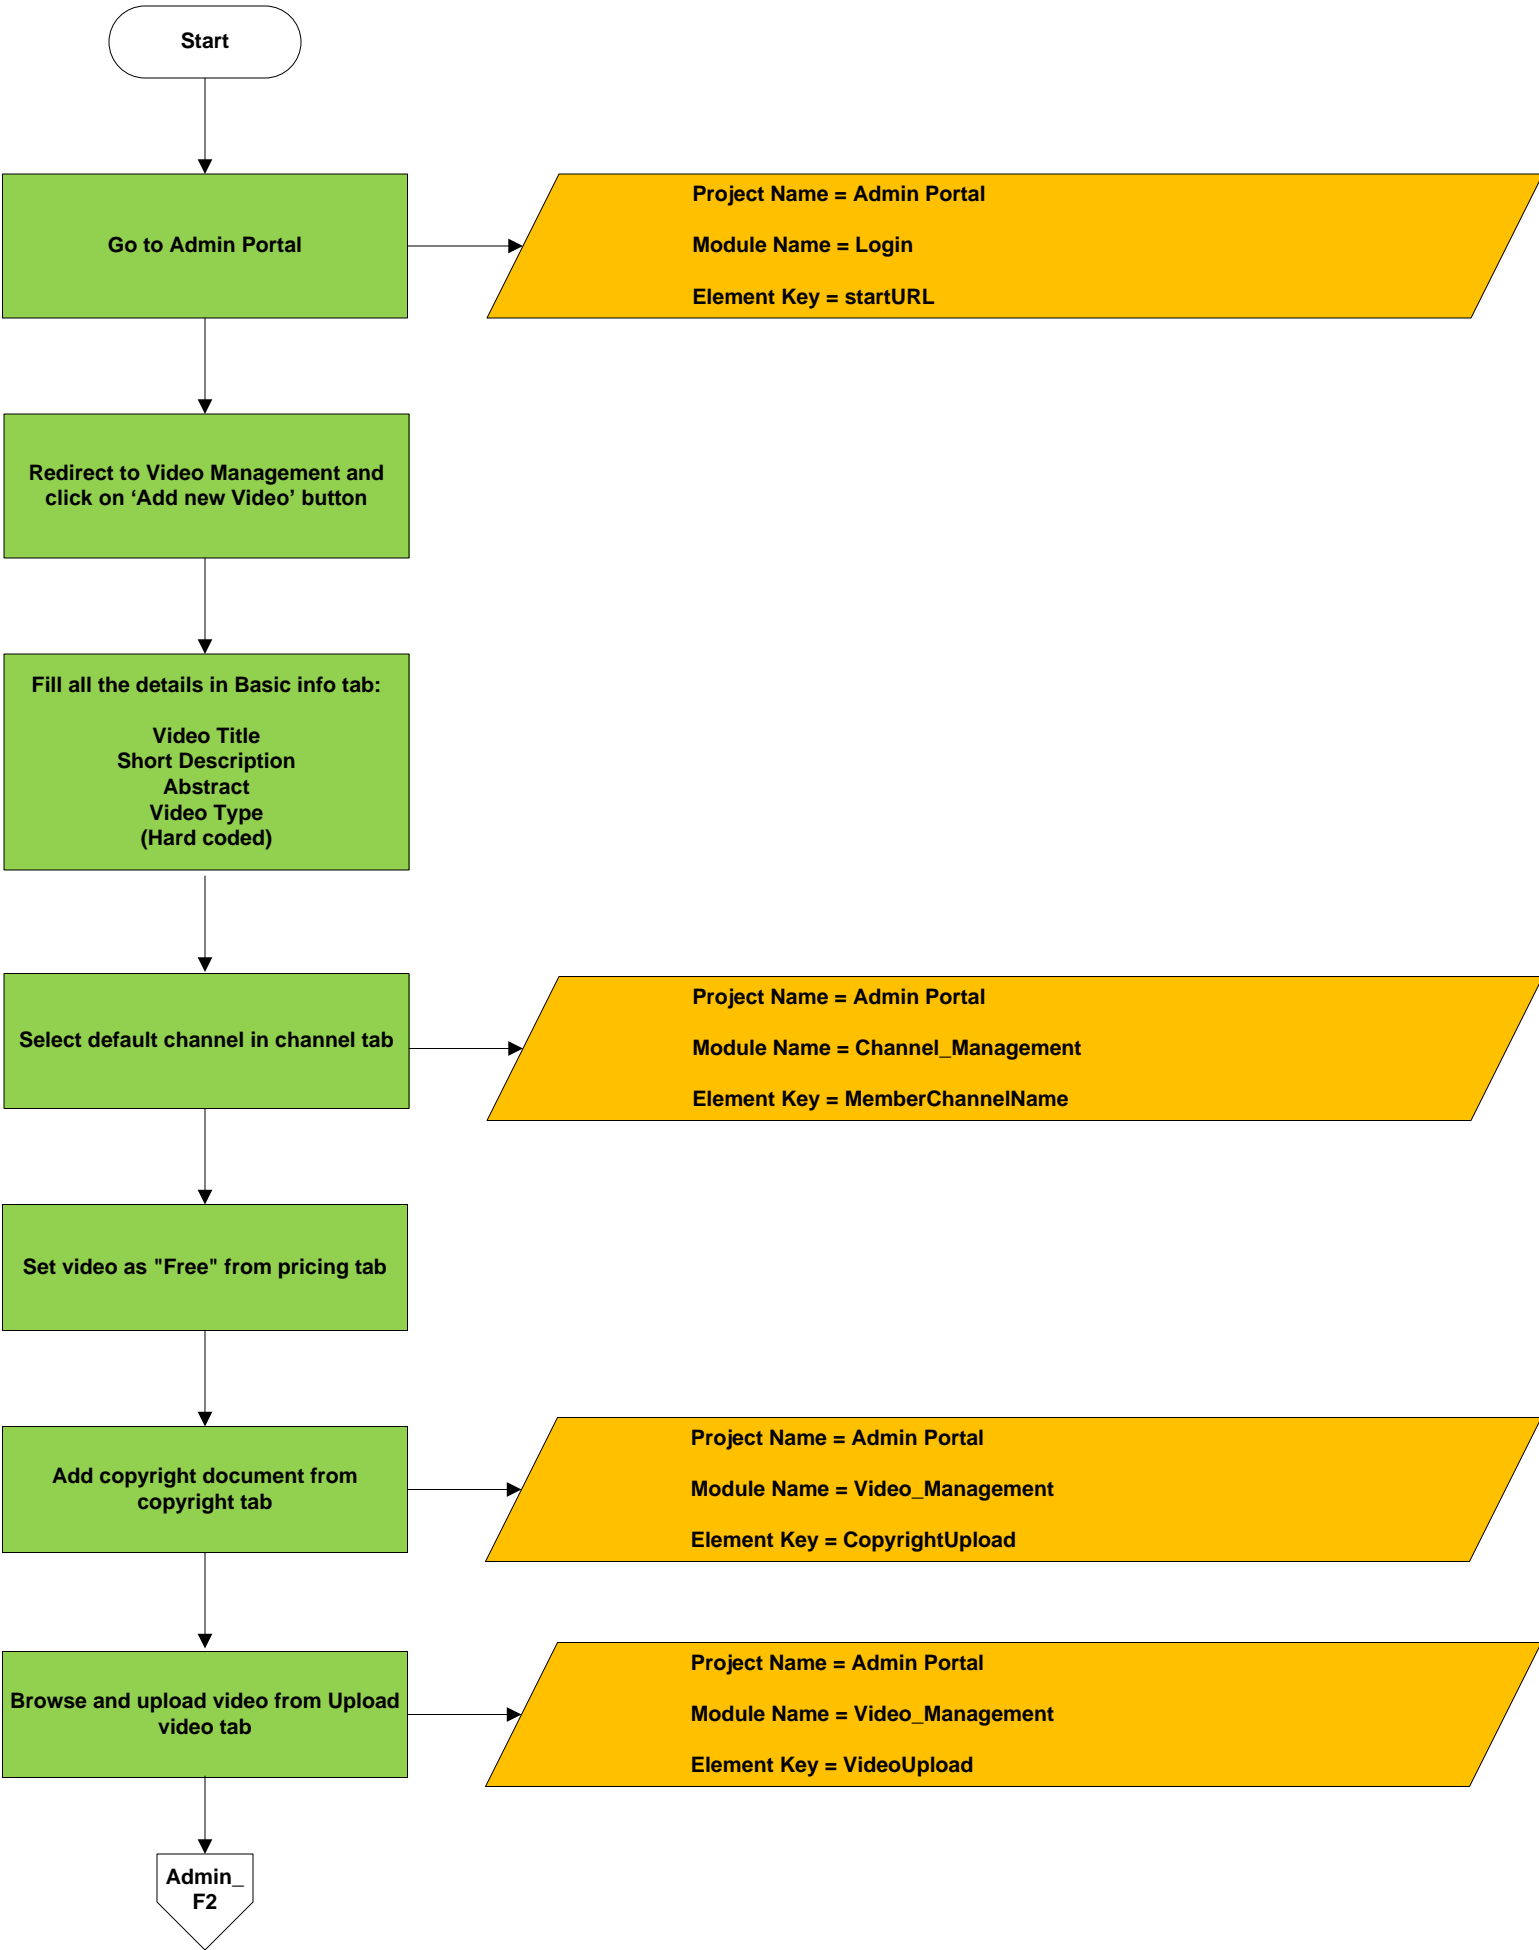 Start
Go to Admin Portal
Project Name = Admin Portal
Module Name = Login
Element Key = startURL
Redirect to Video Management and
click on ‘Add new Video’ button
Fill all the details in Basic info tab:
Video Title
Short Description
Abstract
Video Type
(Hard coded)
Select default channel in channel tab
Project Name = Admin Portal
Module Name = Channel_Management
Element Key = MemberChannelName
Set video as "Free" from pricing tab
Add copyright document from
copyright tab
Project Name = Admin Portal
Module Name = Video_Management
Element Key = CopyrightUpload
Browse and upload video from Upload
video tab
Project Name = Admin Portal
Module Name = Video_Management
Element Key = VideoUpload
Admin_
F2